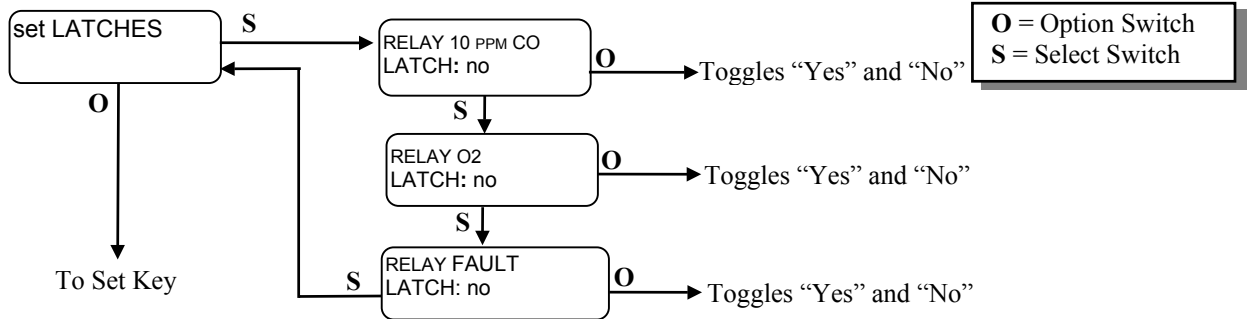 set LATCHES
S
RELAY 10 PPM CO
LATCH: no
O
Toggles “Yes” and “No”
O = Option Switch
S = Select Switch
O
S
RELAY O2
LATCH: no
O
Toggles “Yes” and “No”
S
To Set Key
S
RELAY FAULT
LATCH: no
O
Toggles “Yes” and “No”